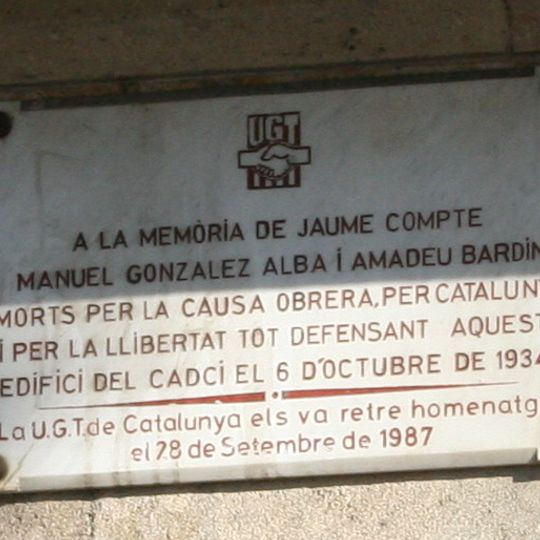 UGT
A LA MEMÒRIA DE JAUME COMPTE
MANUEL GONZALEZ ALBA I AMADEU BARDIN
MORTS PER LA CAUSA OBRERA, PER CATALUN
I PER LA LLIBERTAT TOT DEFENSANT AQUEST
EDIFICI DEL CADCI EL 6 D'OCTUBRE DE 1934
La U.G.T. de Catalunya els va retre homenatg
el 28 de Setembre de 1987